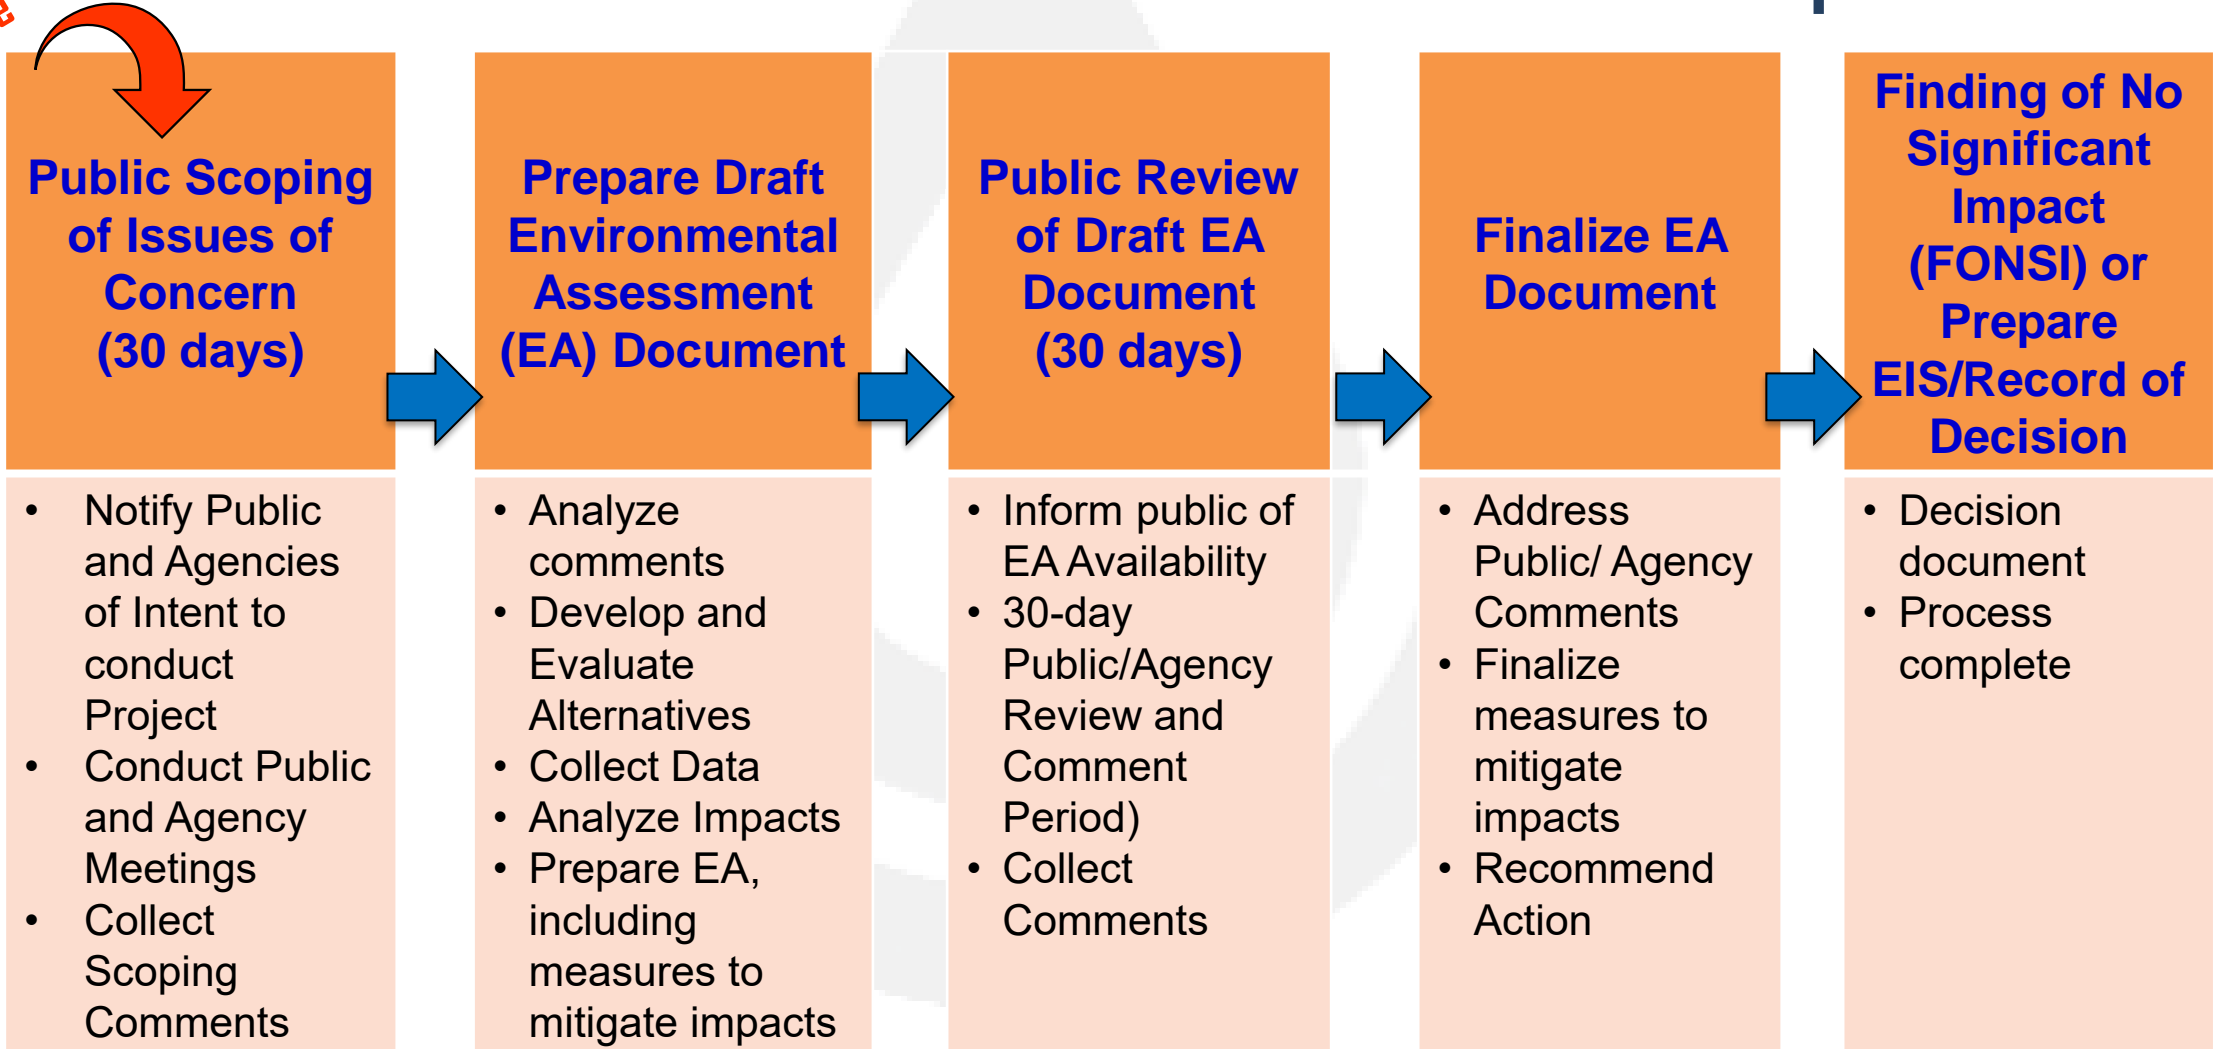 Public Scoping
of Issues of
Concern
(30 days)
Prepare Draft
Environmental
Assessment
(EA) Document
Public Review
of Draft EA
Document
(30 days)
Finalize EA
Document
Finding of No
Significant
Impact
(FONSI) or
Prepare
EIS/Record of
Decision
• Notify Public
and Agencies
of Intent to
conduct
Project
• Conduct Public
and Agency
Meetings
• Collect
Scoping
Comments
• Analyze
comments
• Develop and
Evaluate
Alternatives
• Collect Data
• Analyze Impacts
• Prepare EA,
including
measures to
mitigate impacts
• Inform public of
EA Availability
• 30-day
Public/Agency
Review and
Comment
Period)
• Collect
Comments
• Address
Public/ Agency
Comments
• Finalize
measures to
mitigate
impacts
• Recommend
Action
• Decision
document
• Process
complete